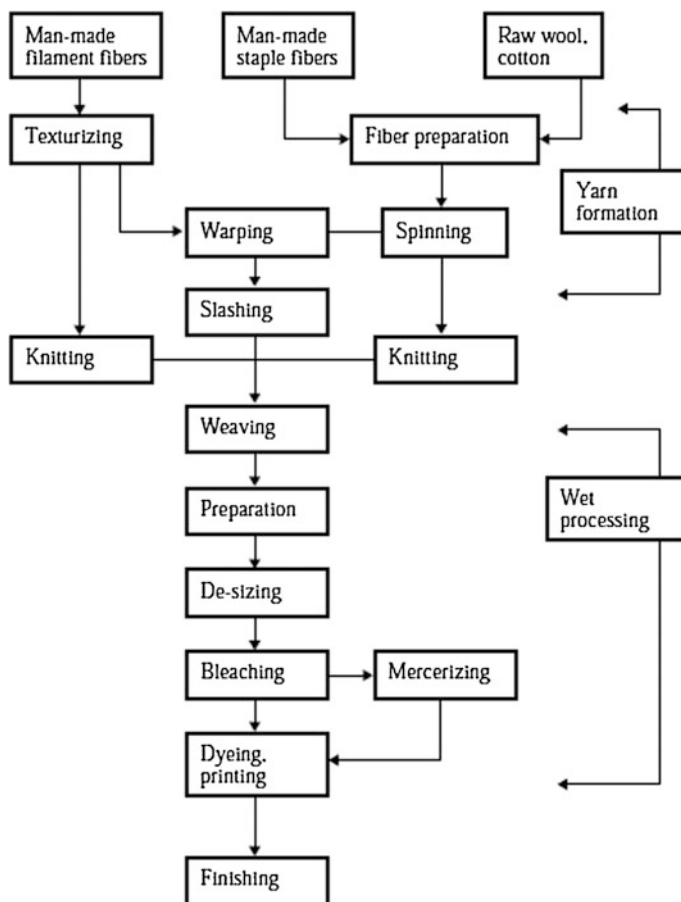 Man-made
filament fibers
Man-made
staple fibers
Raw wool,
cotton
Texturizing
Fiber preparation
Yarn
formation
Warping
Spinning
Slashing
Knitting
Knitting
Weaving
Wet
processing
Preparation
De-sizing
Bleaching
Mercerizing
Dyeing,
printing
Finishing